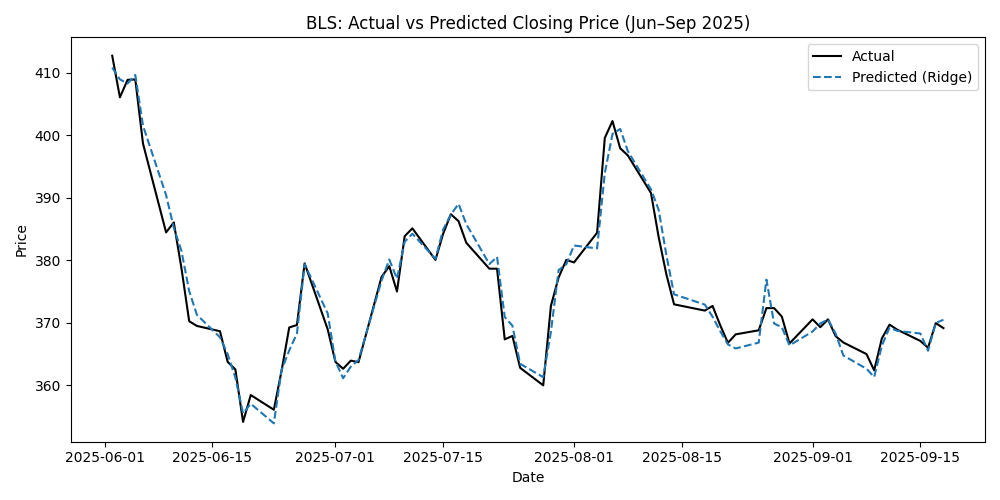 BLS: Actual vs Predicted Closing Price (Jun–Sep 2025)
Actual
Predicted (Ridge)
Price
410
400
390
380
370
360
2025-06-01
2025-06-15
2025-07-01
2025-07-15
2025-08-01
2025-08-15
2025-09-01
2025-09-15
Date